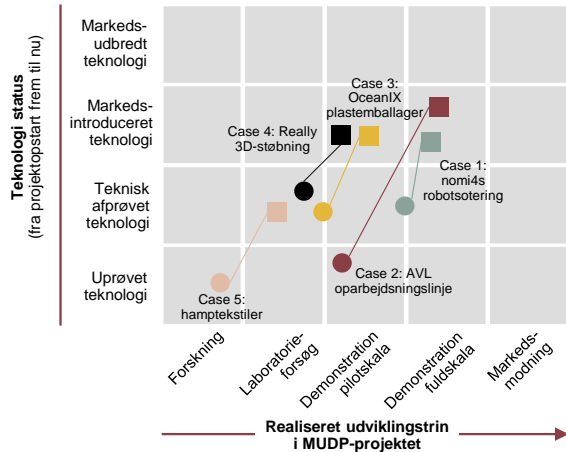 Teknologi status
(fra projektopstart frem til nu)
Markeds-
udbredt
teknologi
Markeds-
introduceret
teknologi
Teknisk
afprøvet
teknologi
Uprøvet
teknologi
Case 3:
OceanIX
plastemballager
Case 4: Really
3D-støbning
Case 1:
nomi4s
robotsotering
Case 2: AVL
oparbejdsningslinje
Case 5:
hamptekstiler
Forskning
Laboratorie-
forsøg
Demonstration
pilotskala
Demonstration
fuldskala
Markeds-
modning
Realiseret udviklingstrin
i MUDP-projektet